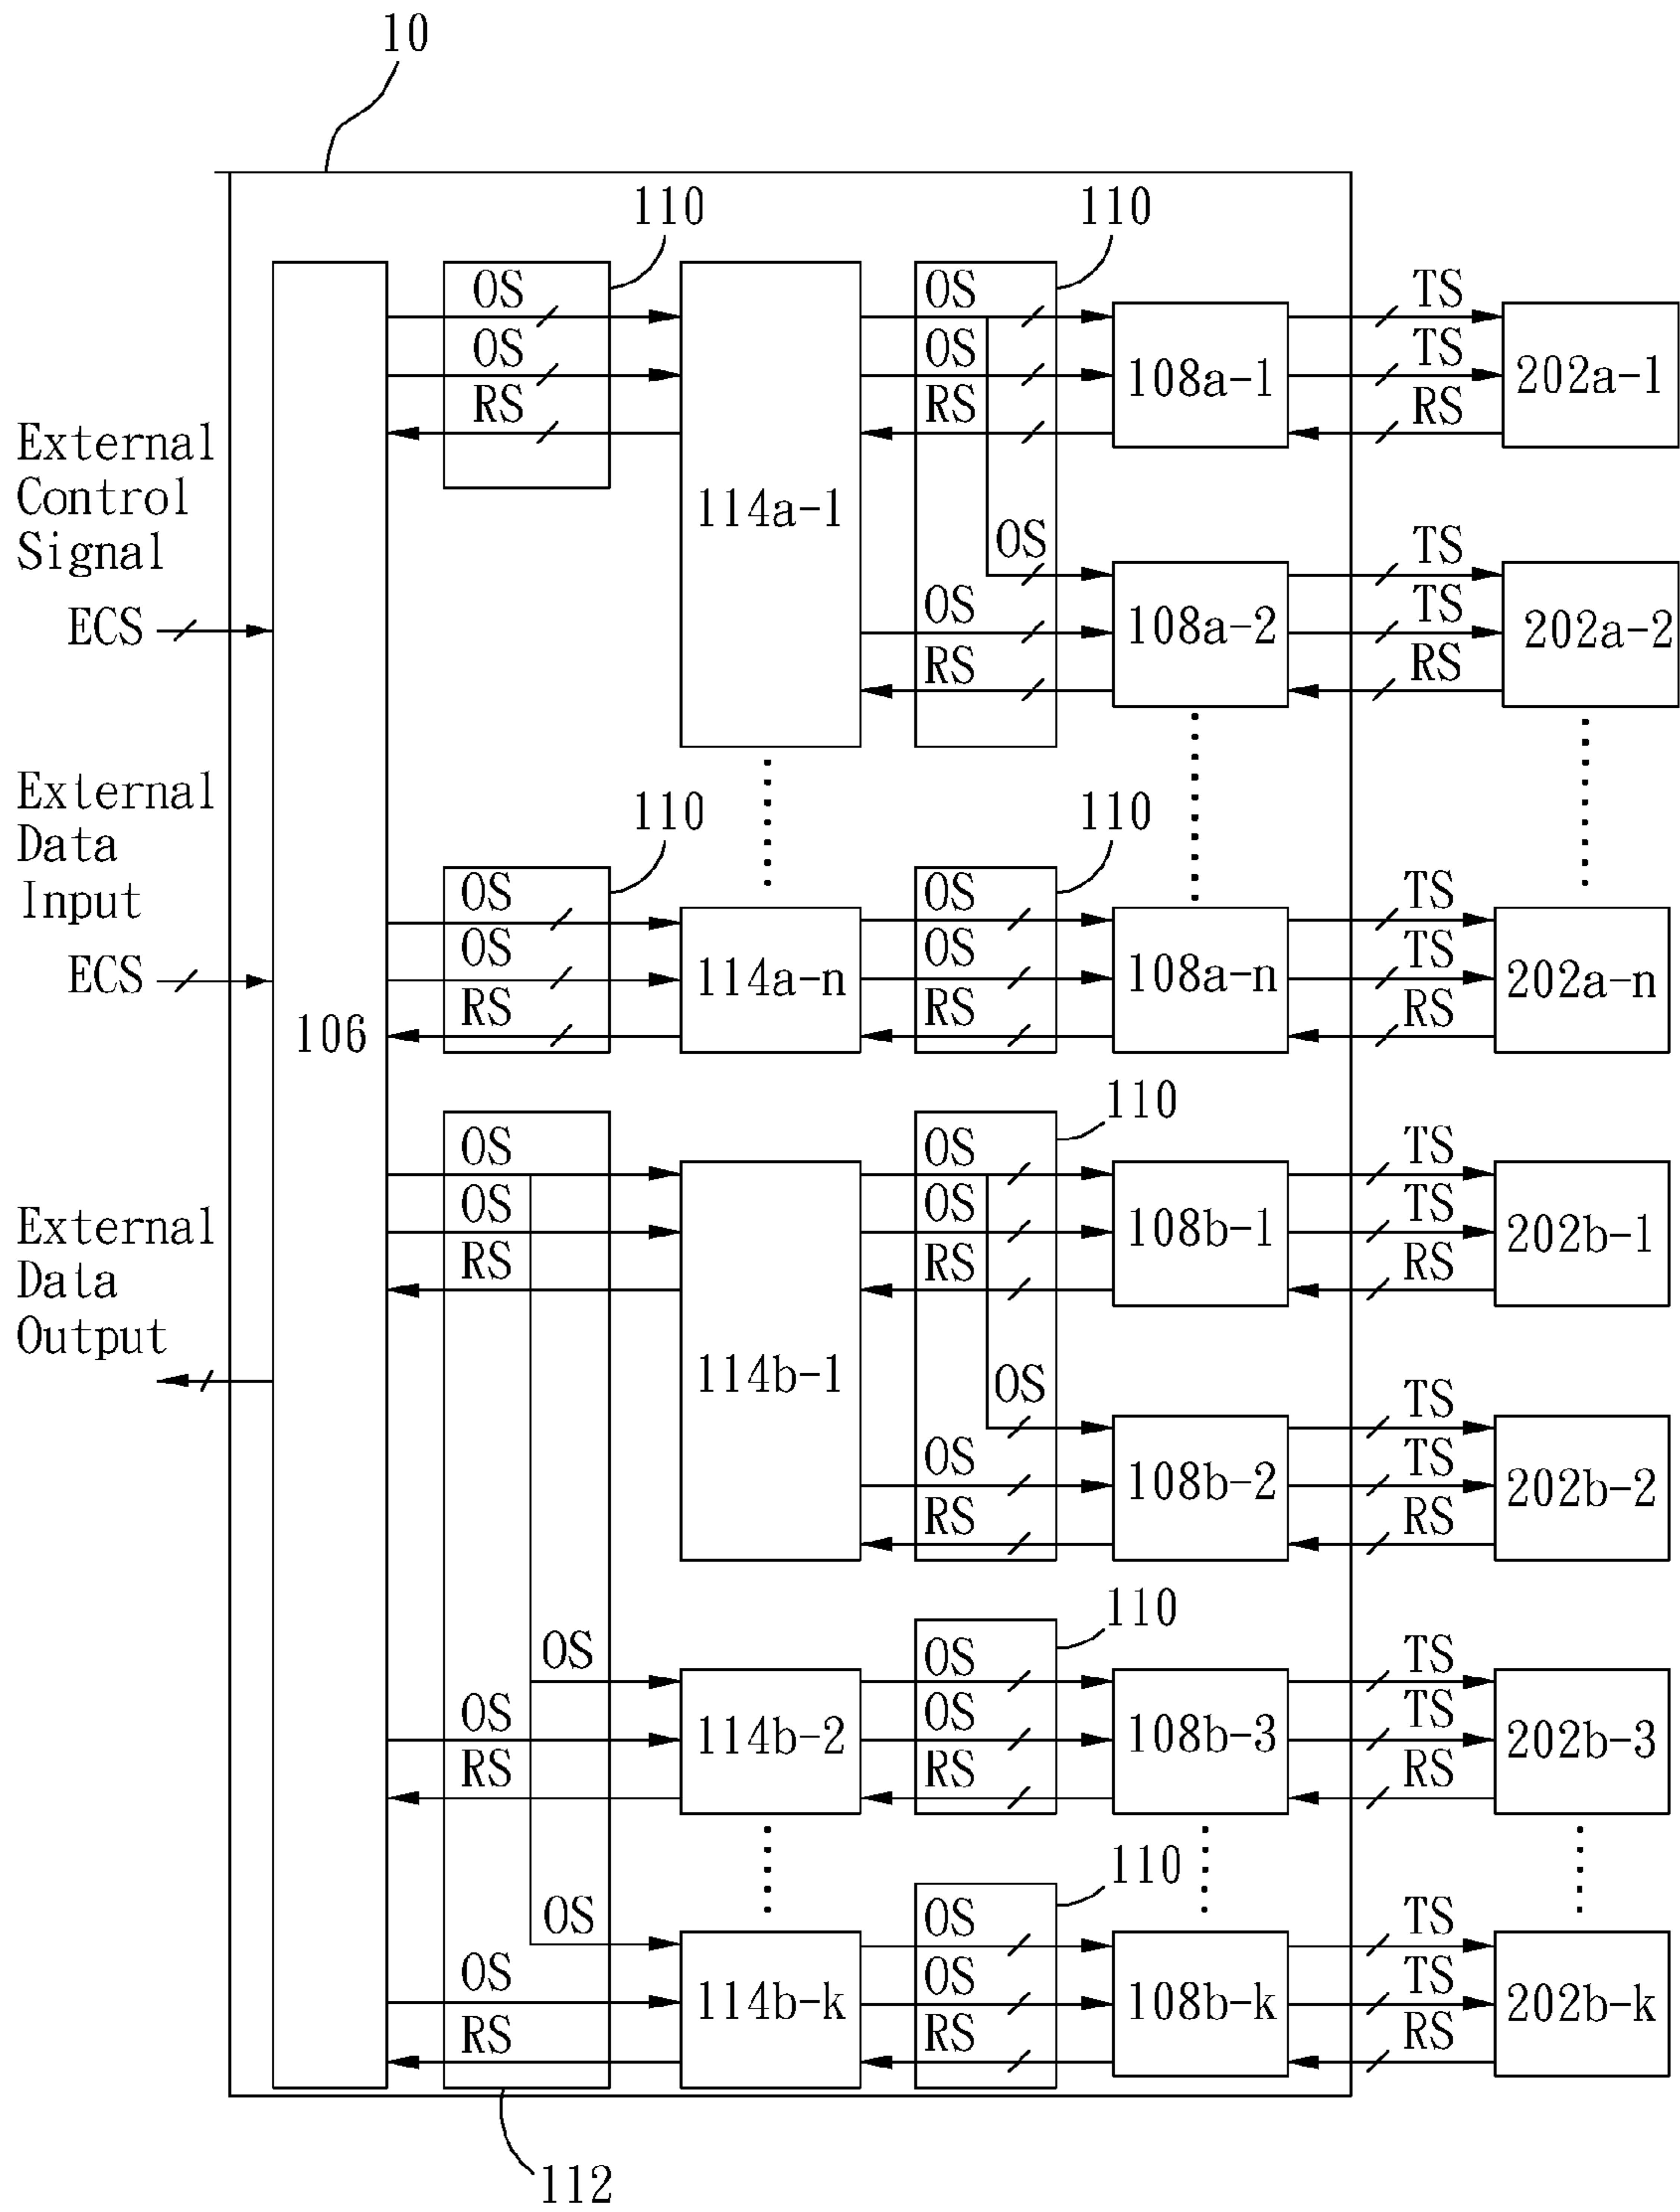 10
110
110
OS
OS
RS
114a-1
OS
OS
RS
108a-1
TS
TS
RS
202a-1
OS
OS
RS
108a-2
TS
TS
RS
202a-2
External
Control
Signal
ECS
External
Data
Input
ECS
106
110
110
OS
OS
RS
114a-n
OS
OS
RS
108a-n
TS
TS
RS
202a-n
External
Data
Output
OS
OS
RS
114b-1
110
OS
OS
RS
108b-1
TS
TS
RS
202b-1
OS
OS
RS
108b-2
TS
TS
RS
202b-2
110
OS
OS
RS
114b-2
OS
OS
RS
108b-3
TS
TS
RS
202b-3
110
OS
OS
RS
114b-k
OS
OS
RS
108b-k
TS
TS
RS
202b-k
112